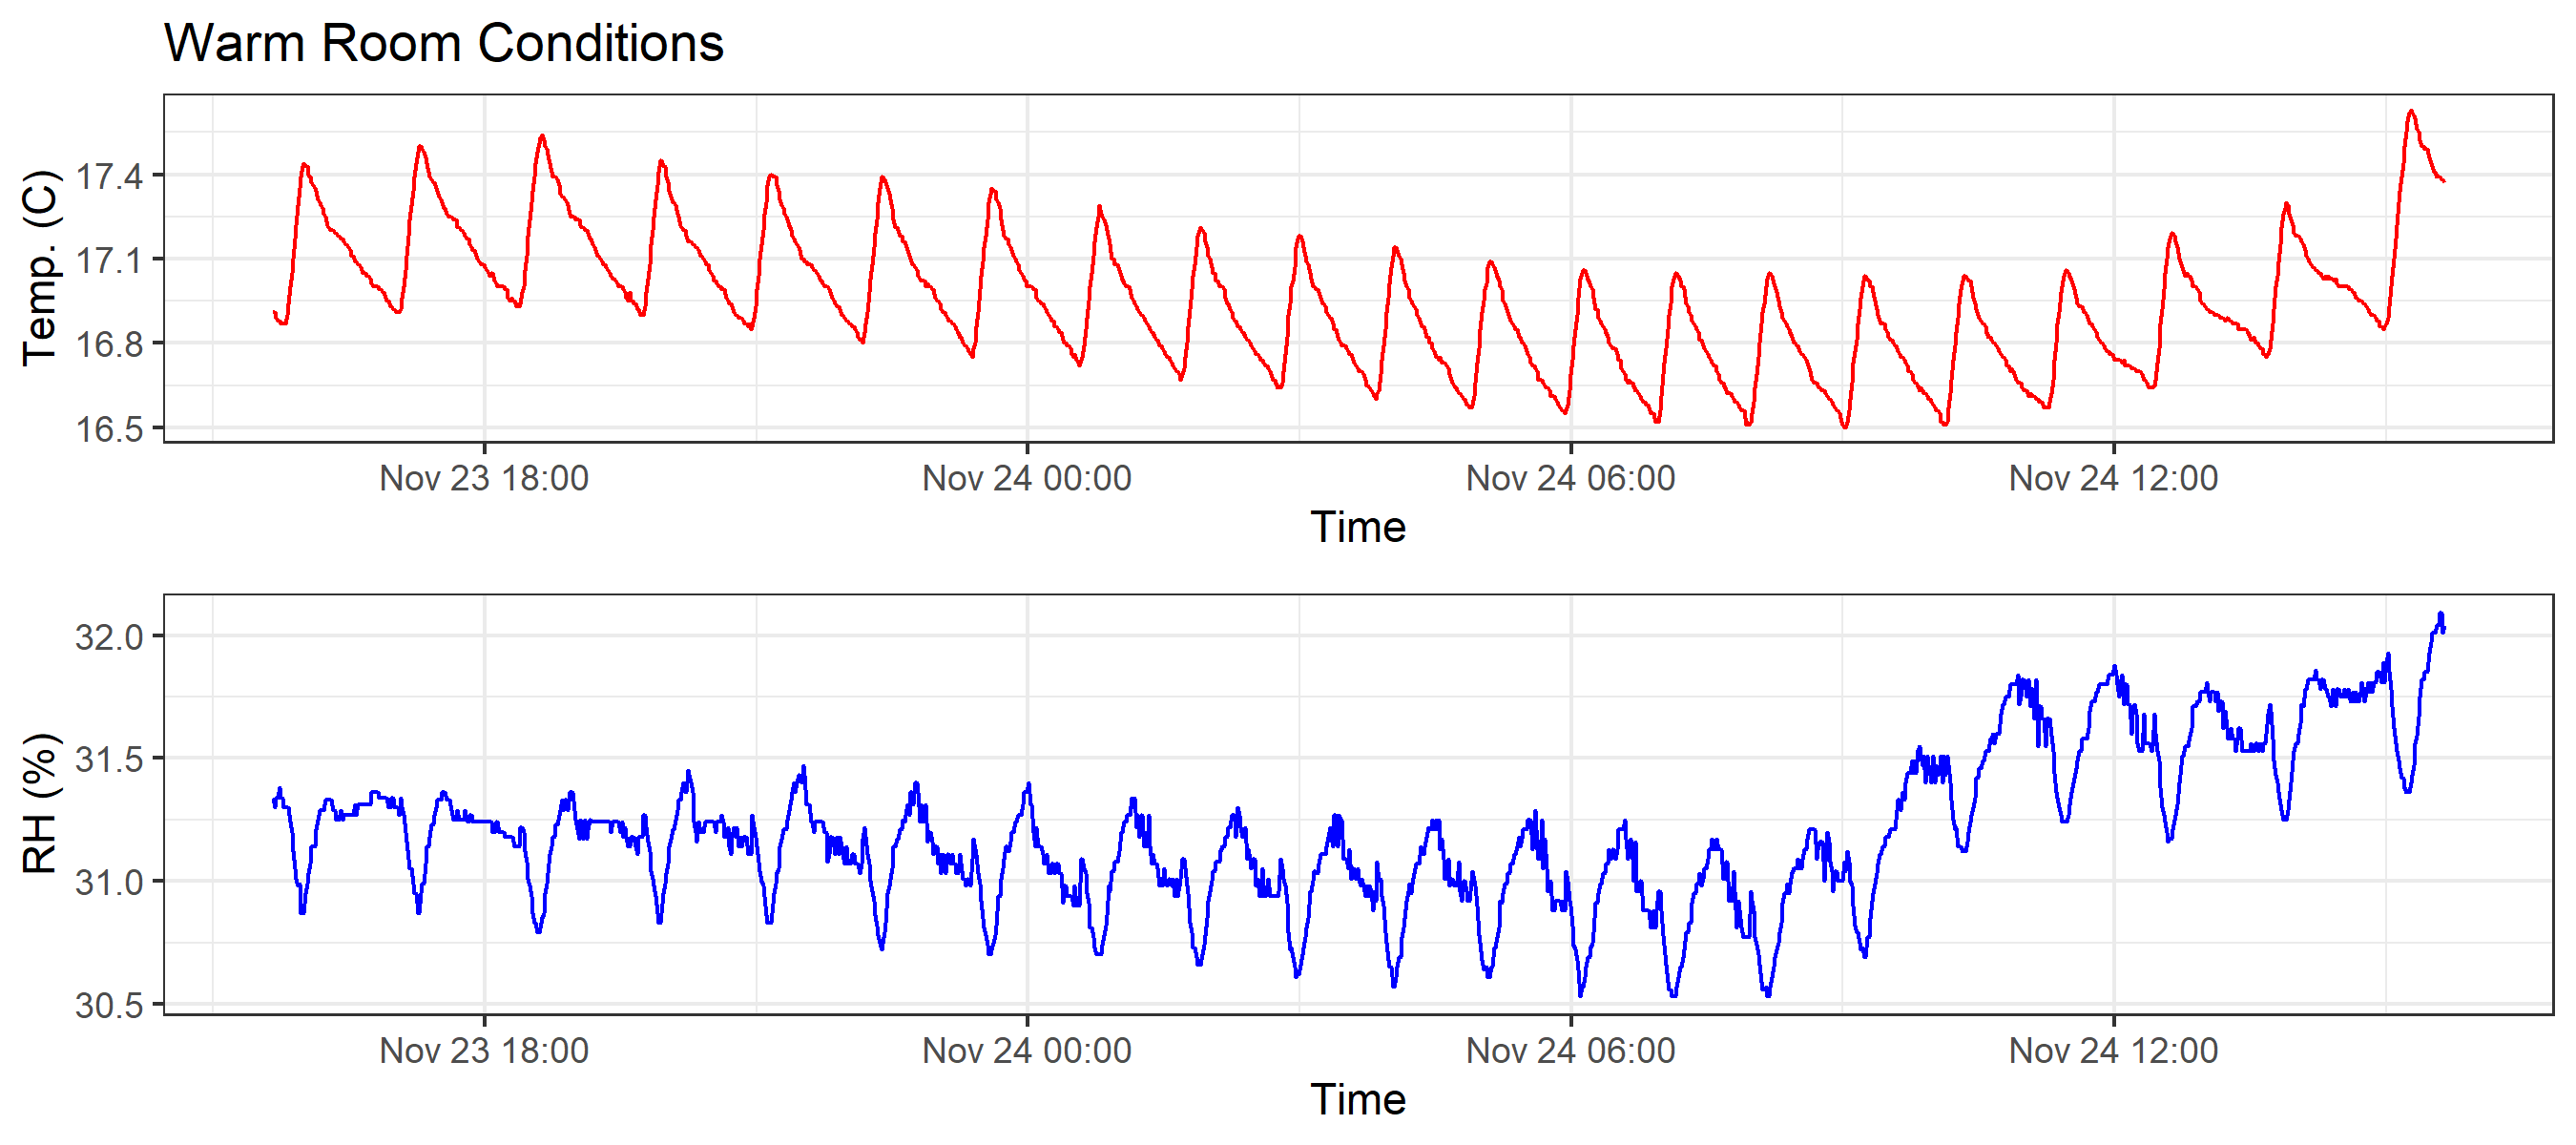 Warm Room Conditions
Temp. (C)
17.4
17.1
16.8
16.5
Nov 23 18:00 Nov 24 00:00 Nov 24 06:00 Nov 24 12:00
Time
RH (%)
32.0
31.5
31.0
30.5
Nov 23 18:00 Nov 24 00:00 Nov 24 06:00 Nov 24 12:00
Time